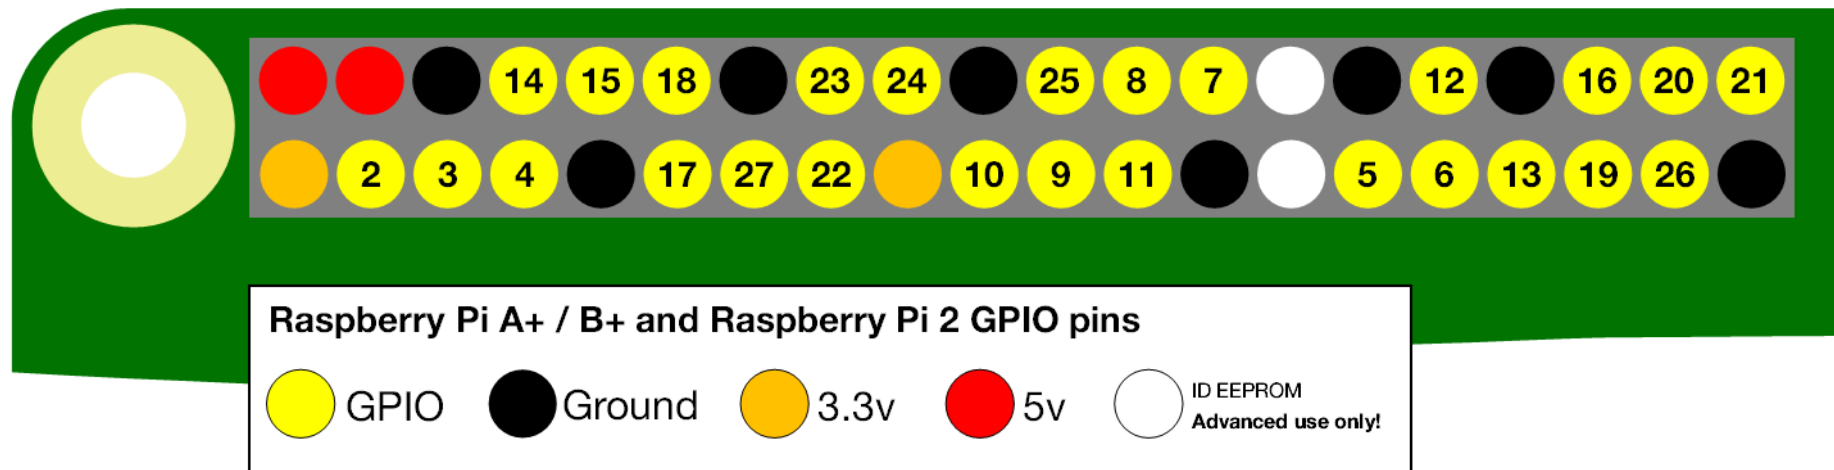 14 15 18 23 24 25 8 7 12 16 20 21
2 3 4 17 27 22 10 9 11 5 6 13 19 26
Raspberry Pi A+ / B+ and Raspberry Pi 2 GPIO pins
GPIO Ground 3.3v 5v ID EEPROM
Advanced use only!